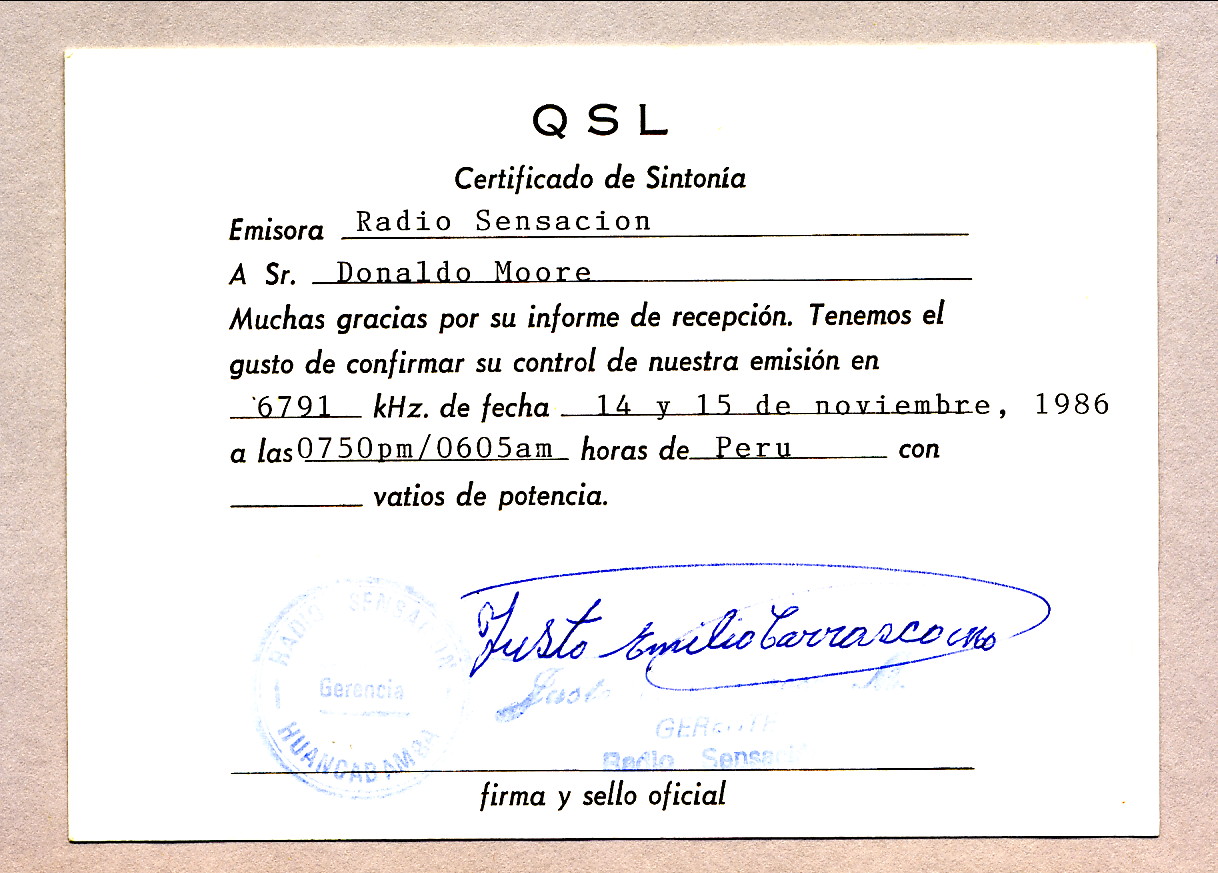 QSL
Certificado de Sintonía
Emisora Radio Sensacion
A Sr. Donaldo Moore
Muchas gracias por su informe de recepción. Tenemos el
gusto de confirmar su control de nuestra emisión en
6791 kHz. de fecha 14 y 15 de noviembre, 1986
a las 0750pm/0605am horas de Peru con
vatios de potencia.
Justo Emilio Carrasco
RADIO
Gerencia
HUANCABAMBA
Radio
firma y sello oficial